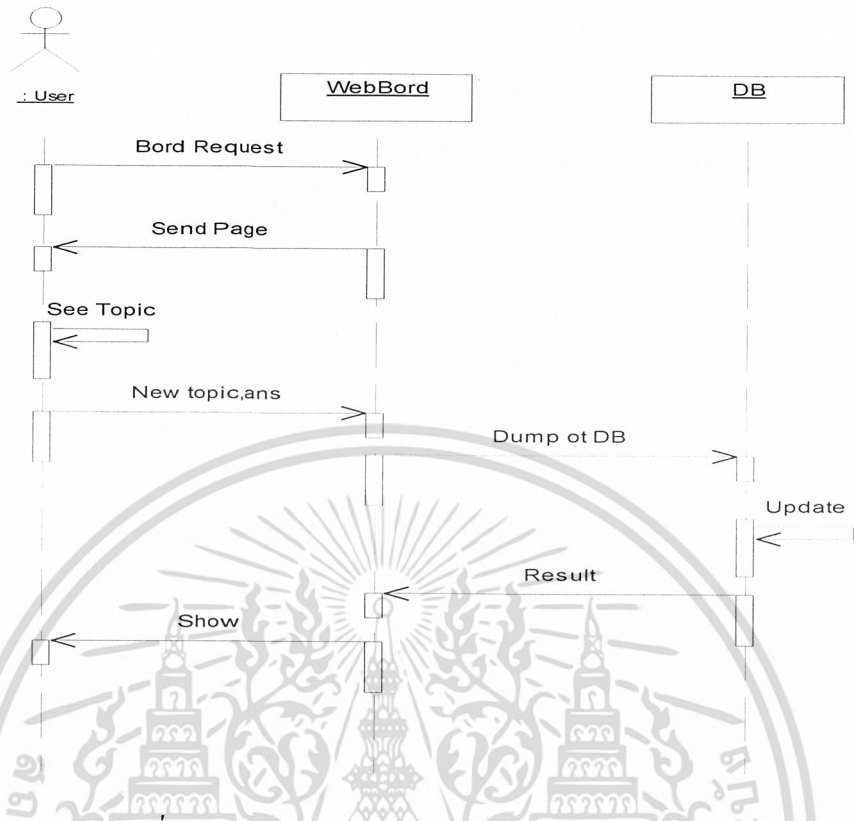 : User
WebBord
DB
Bord Request
Send Page
See Topic
New topic,ans
Dump ot DB
Update
Result
Show